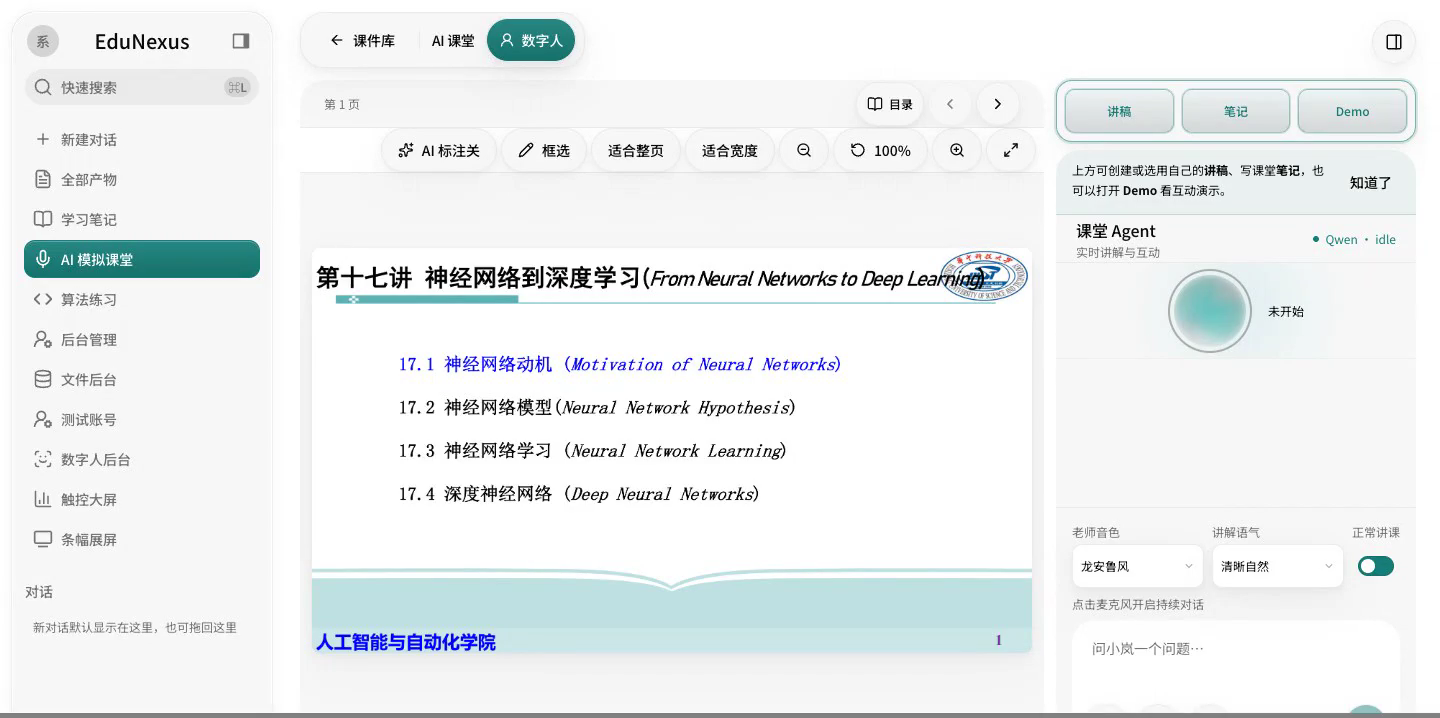 系
EduNexus
快速搜索
⌘L
新建对话
全部产物
学习笔记
AI 模拟课堂
算法练习
后台管理
文件后台
测试账号
数字人后台
触控大屏
条幅展屏
对话
新对话默认显示在这里，也可拖回这里
课件库
AI 课堂
数字人
第 1 页
目录
AI 标注关
框选
适合整页
适合宽度
100%
第十七讲 神经网络到深度学习(From Neural Networks to Deep Learning)
17.1 神经网络动机 (Motivation of Neural Networks)
17.2 神经网络模型(Neural Network Hypothesis)
17.3 神经网络学习 (Neural Network Learning)
17.4 深度神经网络 (Deep Neural Networks)
人工智能与自动化学院
1
讲稿
笔记
Demo
上方可创建或选用自己的讲稿、写课堂笔记，也
可以打开 Demo 看互动演示。
知道了
课堂 Agent
实时讲解与互动
Qwen · idle
未开始
老师音色
讲解语气
正常讲课
龙安鲁风
清晰自然
点击麦克风开启持续对话
问小岚一个问题…